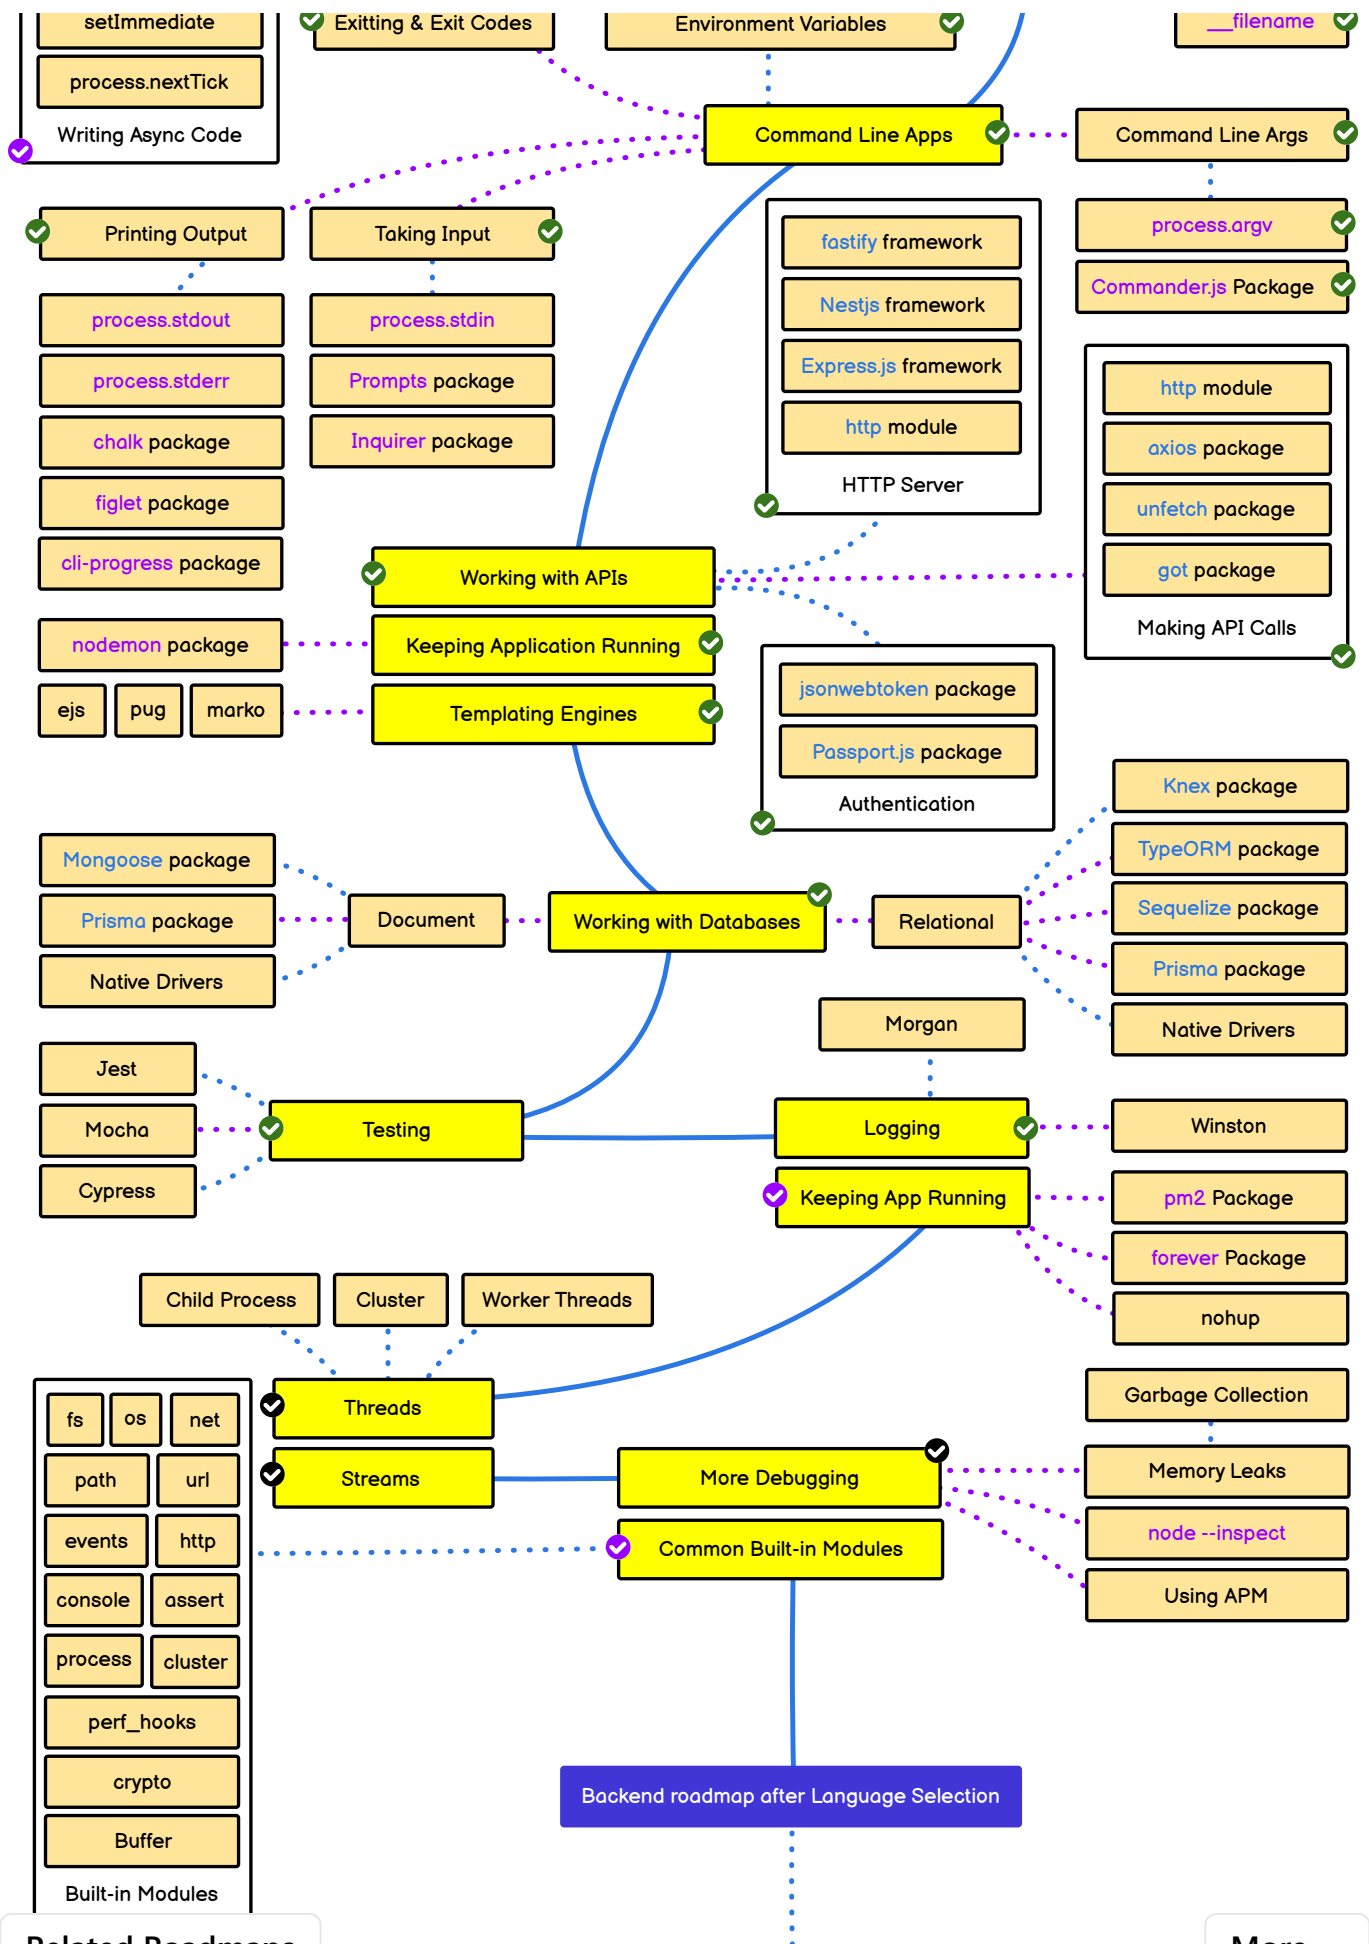 setImmediate
process.nextTick
Writing Async Code
Exitting & Exit Codes
Environment Variables
__filename
Command Line Apps
Command Line Args
process.argv
Commander.js Package
Printing Output
process.stdout
process.stderr
chalk package
figlet package
cli-progress package
Taking Input
process.stdin
Prompts package
Inquirer package
fastify framework
Nestjs framework
Express.js framework
http module
HTTP Server
http module
axios package
unfetch package
got package
Making API Calls
Working with APIs
Keeping Application Running
Templating Engines
nodemon package
ejs
pug
marko
jsonwebtoken package
Passport.js package
Authentication
Mongoose package
Prisma package
Native Drivers
Document
Working with Databases
Relational
Knex package
TypeORM package
Sequelize package
Prisma package
Native Drivers
Jest
Mocha
Cypress
Testing
Morgan
Logging
Winston
Keeping App Running
pm2 Package
forever Package
nohup
Child Process
Cluster
Worker Threads
Threads
Streams
More Debugging
Common Built-in Modules
Garbage Collection
Memory Leaks
node --inspect
Using APM
fs
os
net
path
url
events
http
console
assert
process
cluster
perf_hooks
crypto
Buffer
Built-in Modules
Backend roadmap after Language Selection
Related Roadmaps
More